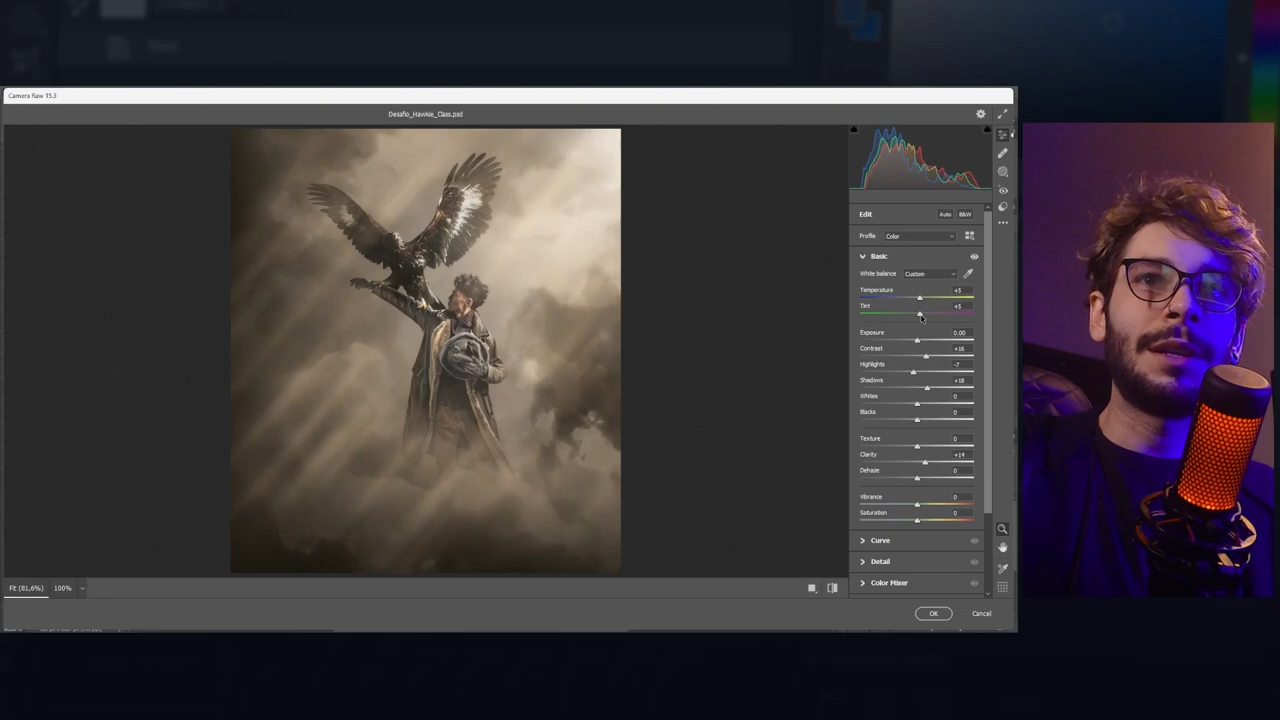 Camera Raw 15.3
Desafio_Hawkie_Class.psd
Edit Auto B&W
Profile Color
Basic
White balance Custom
Temperature +5
Tint +5
Exposure 0.00
Contrast +16
Highlights -7
Shadows +18
Whites 0
Blacks 0
Texture 0
Clarity +14
Dehaze 0
Vibrance 0
Saturation 0
Curve
Detail
Color Mixer
Fit (81,6%) 100%
OK Cancel